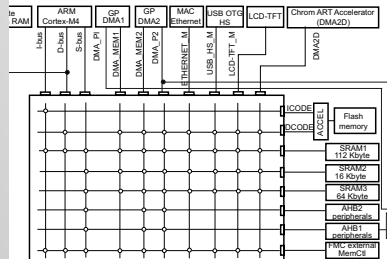 RAM
ARM
Cortex-M4
GP
DMA1
GP
DMA2
MAC
Ethernet
USB OTG
HS
LCD-TFT
Chrom ART Accelerator
(DMA2D)
I-bus
D-bus
S-bus
DMA_PI
DMA_MEM1
DMA_MEM2
DMA_P2
ETHERNET_M
USB_HS_M
LCD-TFT_M
DMA2D
ICODE
DCODE
ACCEL
Flash
memory
SRAM1
112 Kbyte
SRAM2
16 Kbyte
SRAM3
64 Kbyte
AHB2
peripherals
AHB1
peripherals
FMC external
MemCtl